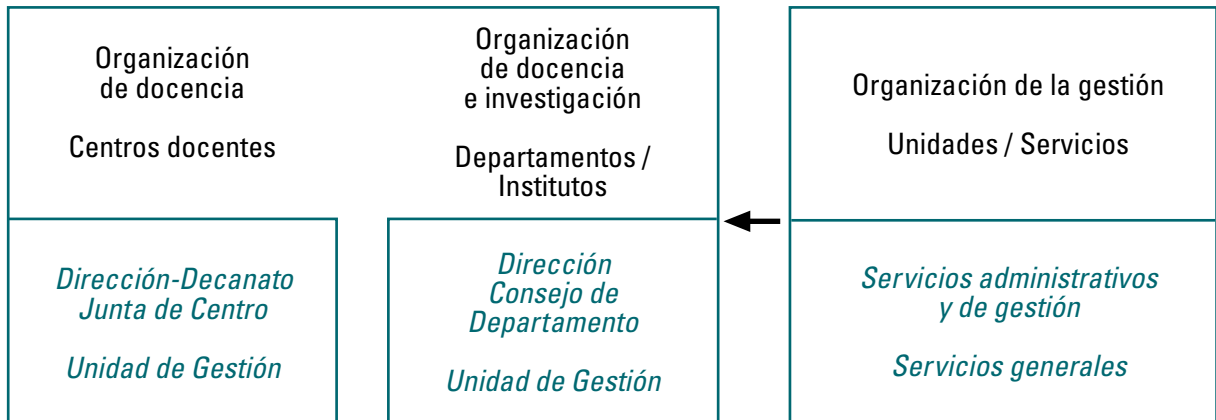 Organización
de docencia
Centros docentes
Organización
de docencia
e investigación
Departamentos /
Institutos
Organización de la gestión
Unidades / Servicios
Dirección-Decanato
Junta de Centro
Unidad de Gestión
Dirección
Consejo de
Departamento
Unidad de Gestión
Servicios administrativos
y de gestión
Servicios generales